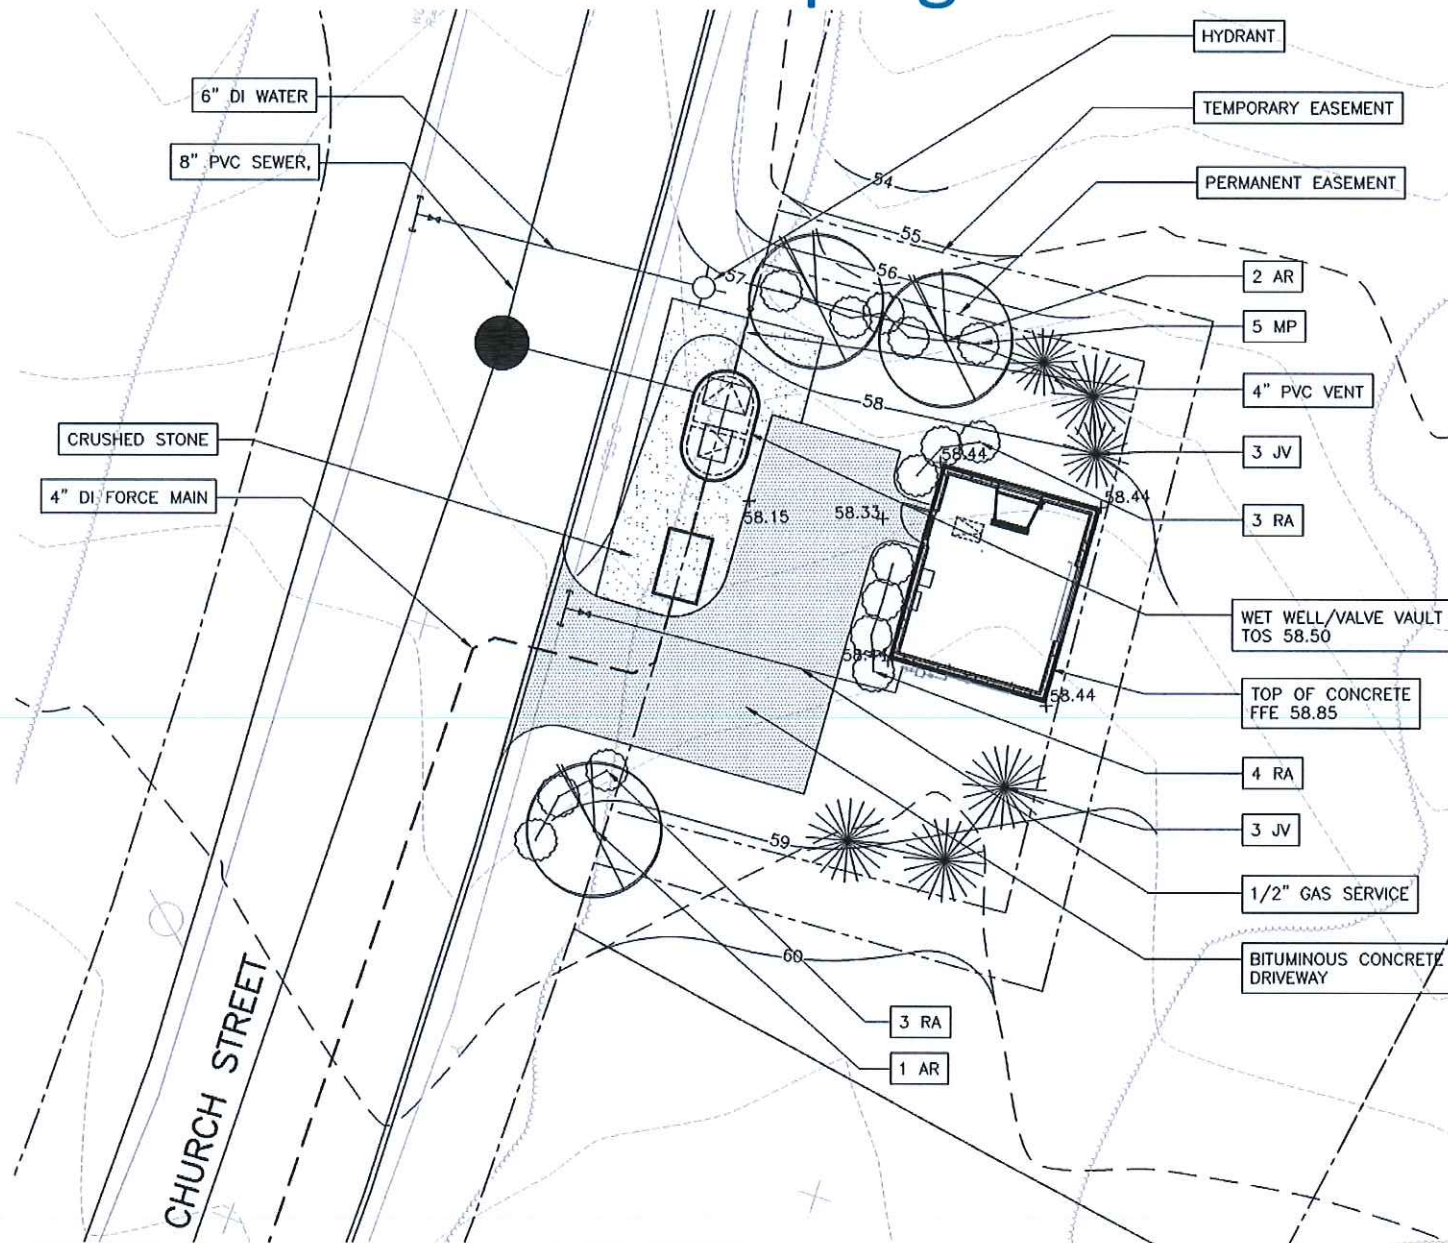 HYDRANT
6" DI WATER
TEMPORARY EASEMENT
8" PVC SEWER,
PERMANENT EASEMENT
54
55
56
57
2 AR
5 MP
4" PVC VENT
58
CRUSHED STONE
3 JV
58.44
4" DI FORCE MAIN
58.44
58.15
58.33
3 RA
WET WELL/VALVE VAULT
TOS 58.50
58.44
TOP OF CONCRETE
FFE 58.85
4 RA
59
3 JV
1/2" GAS SERVICE
60
BITUMINOUS CONCRETE
DRIVEWAY
3 RA
1 AR
CHURCH STREET